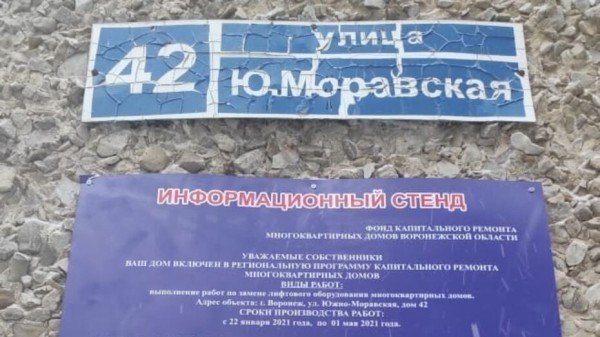 42
улица
Ю.Моравская
ИНФОРМАЦИОННЫЙ СТЕНД
ФОНД КАПИТАЛЬНОГО РЕМОНТА
МНОГОКВАРТИРНЫХ ДОМОВ ВОРОНЕЖСКОЙ ОБЛАСТИ
УВАЖАЕМЫЕ СОБСТВЕННИКИ
ВАШ ДОМ ВКЛЮЧЕН В РЕГИОНАЛЬНУЮ ПРОГРАММУ КАПИТАЛЬНОГО РЕМОНТА
МНОГОКВАРТИРНЫХ ДОМОВ
ВИДЫ РАБОТ:
выполнение работ по замене лифтового оборудования многоквартирных домов.
Адрес объекта: г. Воронеж, ул. Южно-Моравская, дом 42
СРОКИ ПРОИЗВОДСТВА РАБОТ:
с 22 января 2021 года, по 01 мая 2021 года.